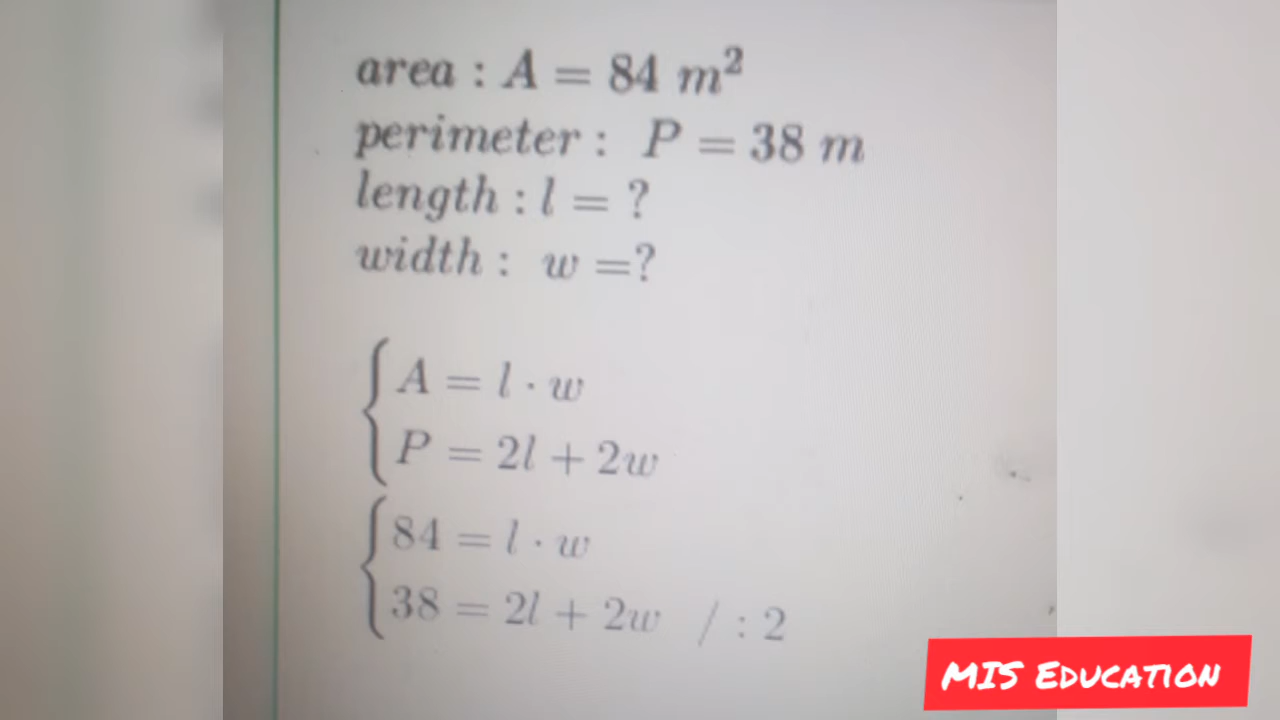 area : A = 84 m²
perimeter : P = 38 m
length : l = ?
width : w =?
A = l · w
P = 2l + 2w
84 = l · w
38 = 2l + 2w / : 2
MIS EDUCATION